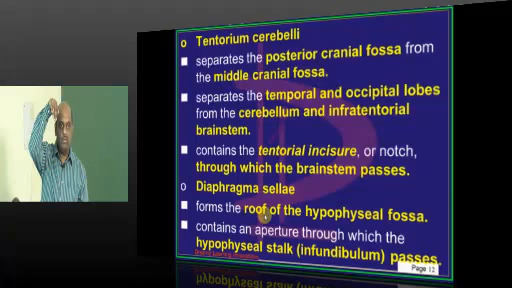 o Tentorium cerebelli
■ separates the posterior cranial fossa from
the middle cranial fossa.
■ separates the temporal and occipital lobes
from the cerebellum and infratentorial
brainstem.
■ contains the tentorial incisure, or notch,
through which the brainstem passes.
o Diaphragma sellae
■ forms the roof of the hypophyseal fossa.
■ contains an aperture through which the
hypophyseal stalk (infundibulum) passes.
Page 12